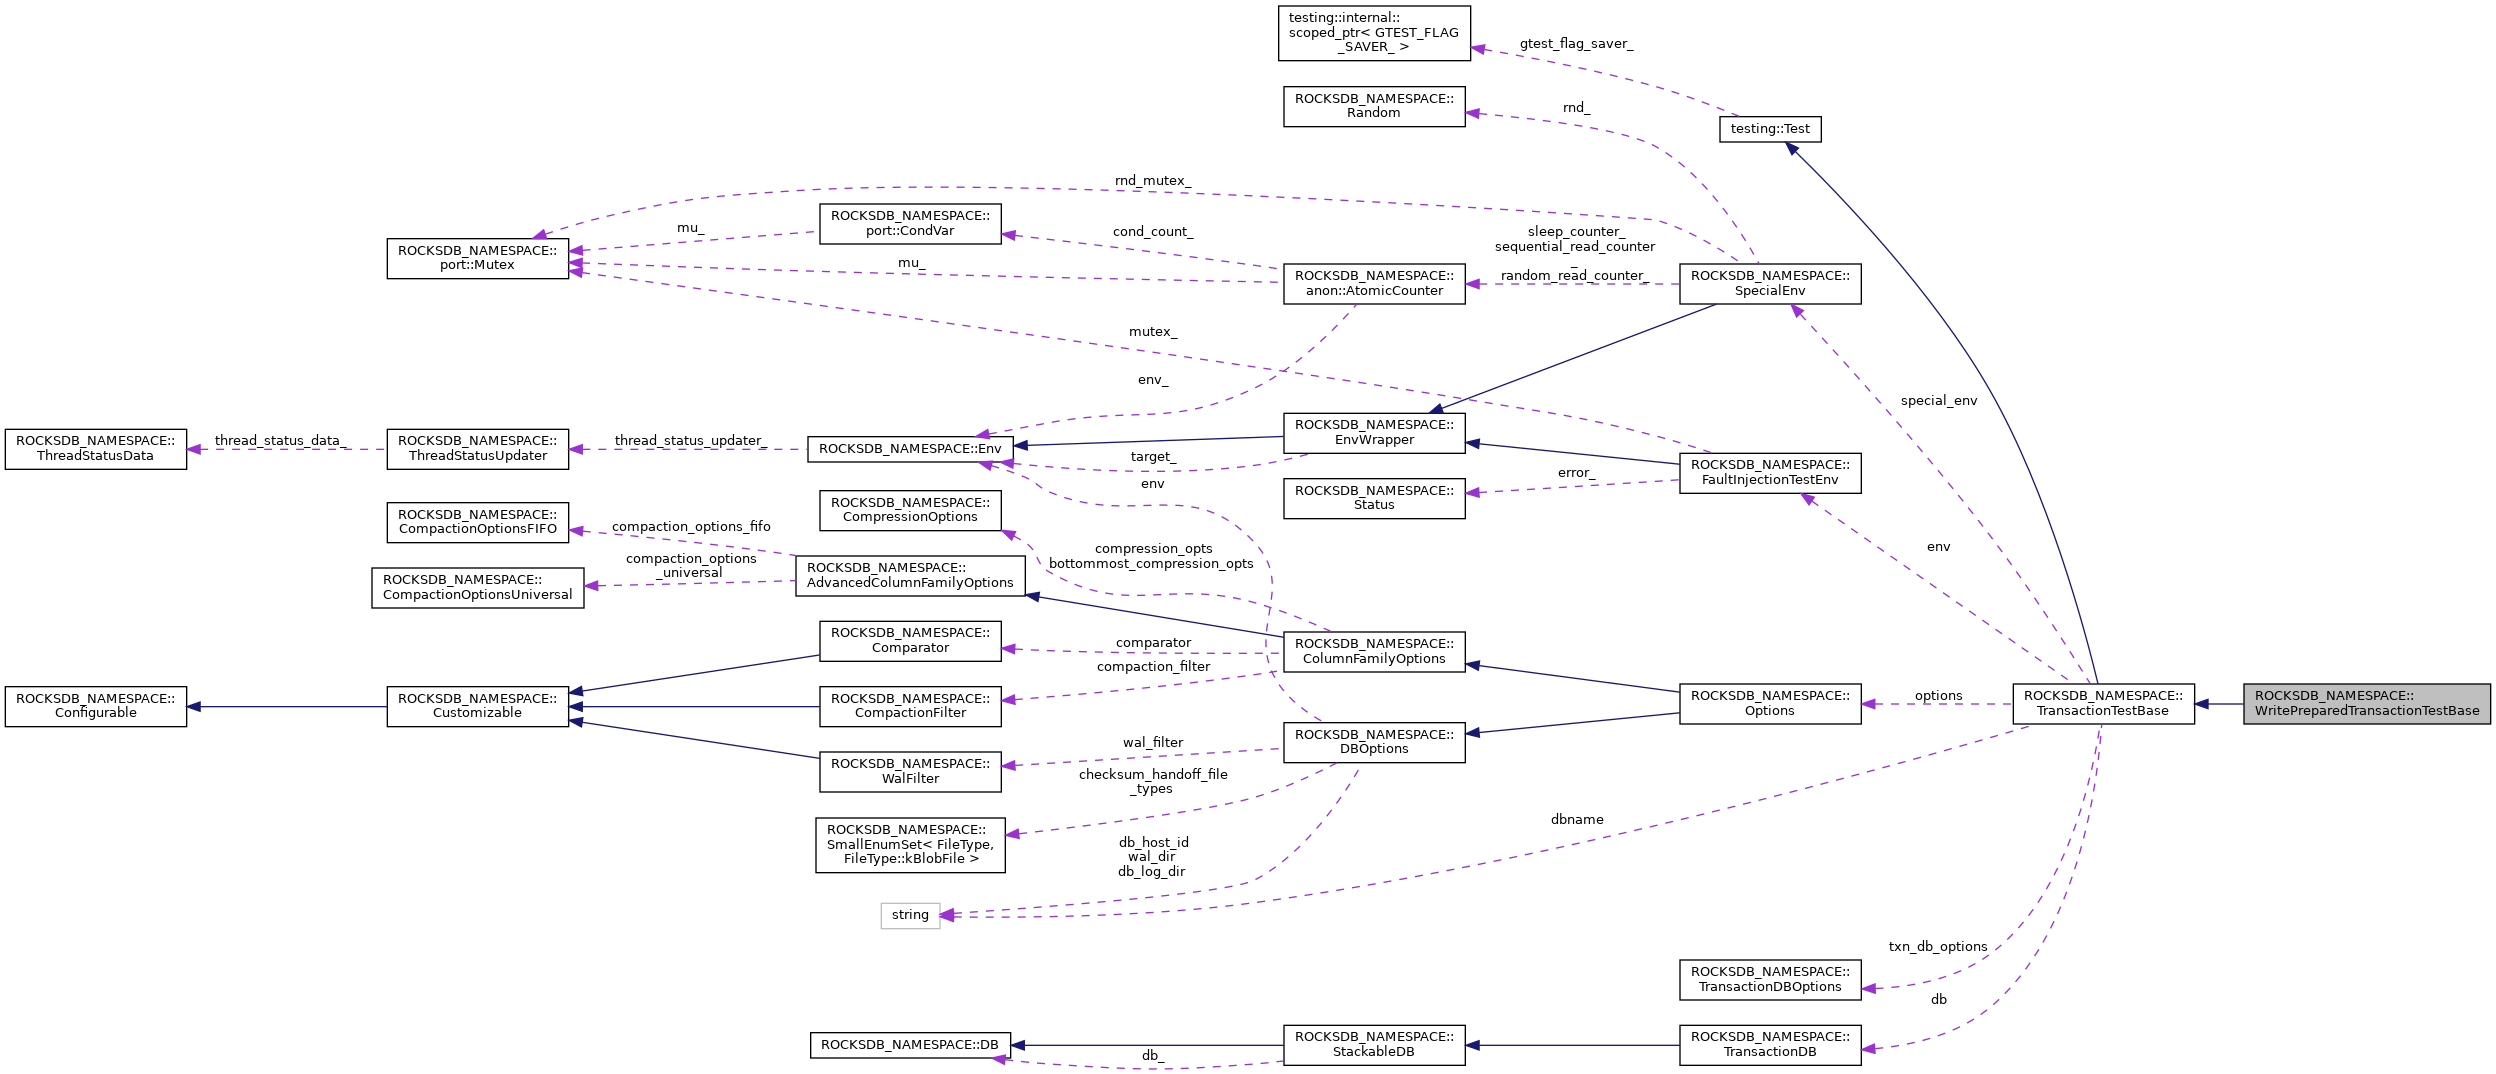 testing::internal::
scoped_ptr< GTEST_FLAG
_SAVER_ >
gtest_flag_saver_
ROCKSDB_NAMESPACE::
Random
rnd_
testing::Test
rnd_mutex_
ROCKSDB_NAMESPACE::
port::CondVar
mu_
cond_count_
sleep_counter_
sequential_read_counter
_
random_read_counter_
ROCKSDB_NAMESPACE::
port::Mutex
mu_
ROCKSDB_NAMESPACE::
anon::AtomicCounter
ROCKSDB_NAMESPACE::
SpecialEnv
mutex_
env_
special_env
ROCKSDB_NAMESPACE::
ThreadStatusData
thread_status_data_
ROCKSDB_NAMESPACE::
ThreadStatusUpdater
thread_status_updater_
ROCKSDB_NAMESPACE::Env
ROCKSDB_NAMESPACE::
EnvWrapper
target_
env
ROCKSDB_NAMESPACE::
Status
error_
ROCKSDB_NAMESPACE::
FaultInjectionTestEnv
ROCKSDB_NAMESPACE::
CompressionOptions
ROCKSDB_NAMESPACE::
CompactionOptionsFIFO
compaction_options_fifo
compression_opts
bottommost_compression_opts
env
compaction_options
_universal
ROCKSDB_NAMESPACE::
CompactionOptionsUniversal
ROCKSDB_NAMESPACE::
AdvancedColumnFamilyOptions
ROCKSDB_NAMESPACE::
Comparator
comparator
ROCKSDB_NAMESPACE::
ColumnFamilyOptions
compaction_filter
ROCKSDB_NAMESPACE::
Configurable
ROCKSDB_NAMESPACE::
Customizable
ROCKSDB_NAMESPACE::
CompactionFilter
ROCKSDB_NAMESPACE::
Options
options
ROCKSDB_NAMESPACE::
TransactionTestBase
ROCKSDB_NAMESPACE::
WritePreparedTransactionTestBase
ROCKSDB_NAMESPACE::
DBOptions
wal_filter
ROCKSDB_NAMESPACE::
WalFilter
checksum_handoff_file
_types
ROCKSDB_NAMESPACE::
SmallEnumSet< FileType,
FileType::kBlobFile >
dbname
db_host_id
wal_dir
db_log_dir
string
txn_db_options
ROCKSDB_NAMESPACE::
TransactionDBOptions
db
ROCKSDB_NAMESPACE::DB
db_
ROCKSDB_NAMESPACE::
StackableDB
ROCKSDB_NAMESPACE::
TransactionDB